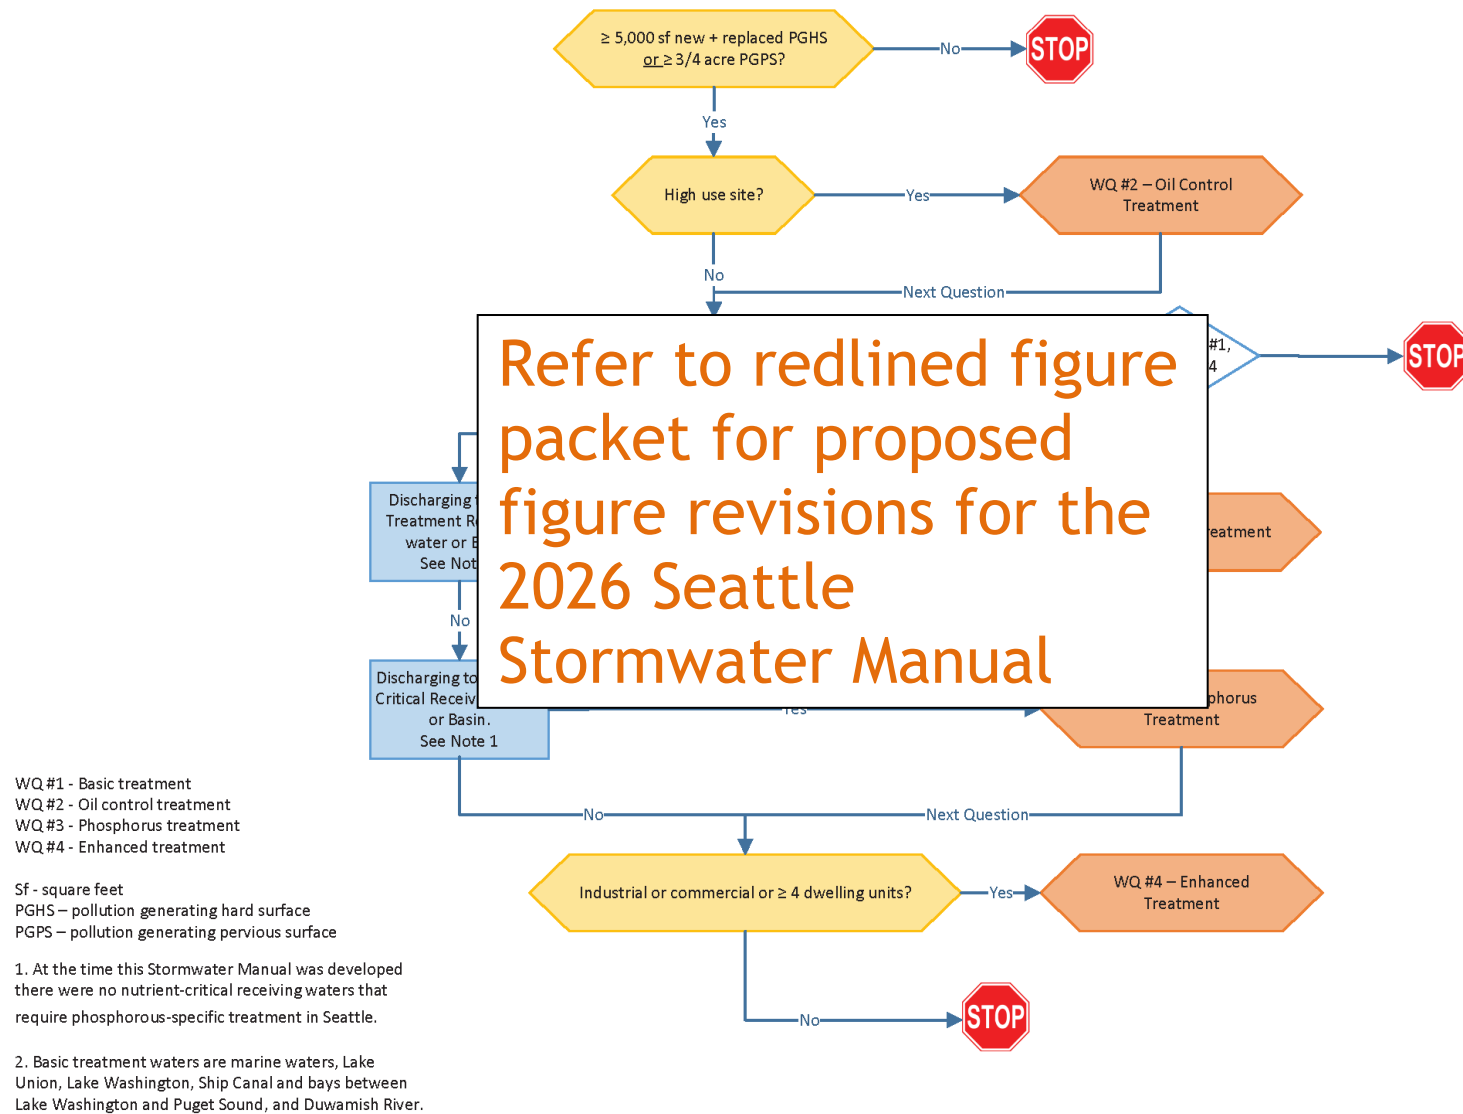 ≥ 5,000 sf new + replaced PGHS
or ≥ 3/4 acre PGPS?
No
STOP
Yes
High use site?
Yes
WQ #2 – Oil Control
Treatment
No
Next Question
#1,
4
STOP
Refer to redlined figure
packet for proposed
figure revisions for the
2026 Seattle
Stormwater Manual
Discharging
Treatment
water or
See
No
Discharging to
Critical
or Basin.
See Note 1
Yes
Treatment
No
Next Question
WQ #1 - Basic treatment
WQ #2 - Oil control treatment
WQ #3 - Phosphorus treatment
WQ #4 - Enhanced treatment
Sf - square feet
PGHS – pollution generating hard surface
PGPS – pollution generating pervious surface
Industrial or commercial or ≥ 4 dwelling units?
Yes
WQ #4 – Enhanced
Treatment
No
STOP
1. At the time this Stormwater Manual was developed
there were no nutrient-critical receiving waters that
require phosphorous-specific treatment in Seattle.
2. Basic treatment waters are marine waters, Lake
Union, Lake Washington, Ship Canal and bays between
Lake Washington and Puget Sound, and Duwamish River.